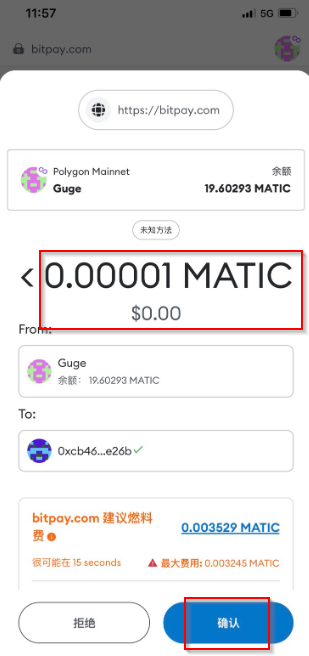 11:57
5G
bitpay.com
https://bitpay.com
Polygon Mainnet
余额
Guge
19.60293 MATIC
未知方法
< 0.00001 MATIC
$0.00
From:
Guge
余额: 19.60293 MATIC
To:
0xcb46...e26b
bitpay.com 建议燃料费
0.003529 MATIC
很可能在 15 seconds
最大费用: 0.003245 MATIC
拒绝
确认